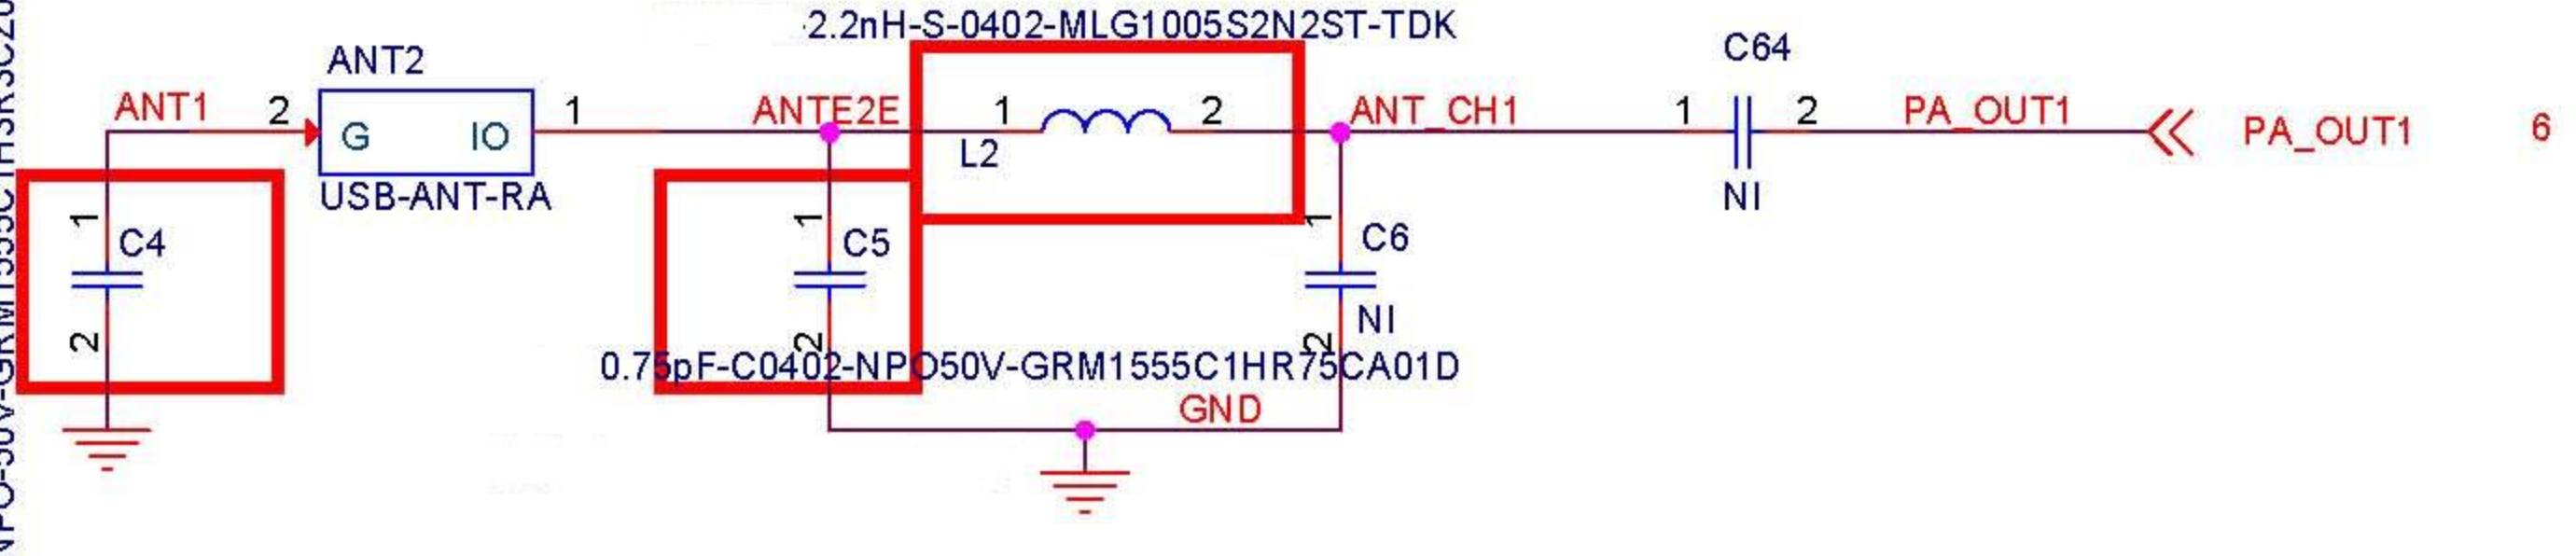 2.2nH-S-0402-MLG1005S2N2ST-TDK
ANT2
C64
ANT1 2 G IO 1 ANTE2E 1 2 ANT_CH1 1 2 PA_OUT1 PA_OUT1 6
L2
USB-ANT-RA
NI
1 C4 2
1 C5 2
1 C6 2
NI
0.75pF-C0402-NPO50V-GRM1555C1HR75CA01D
GND